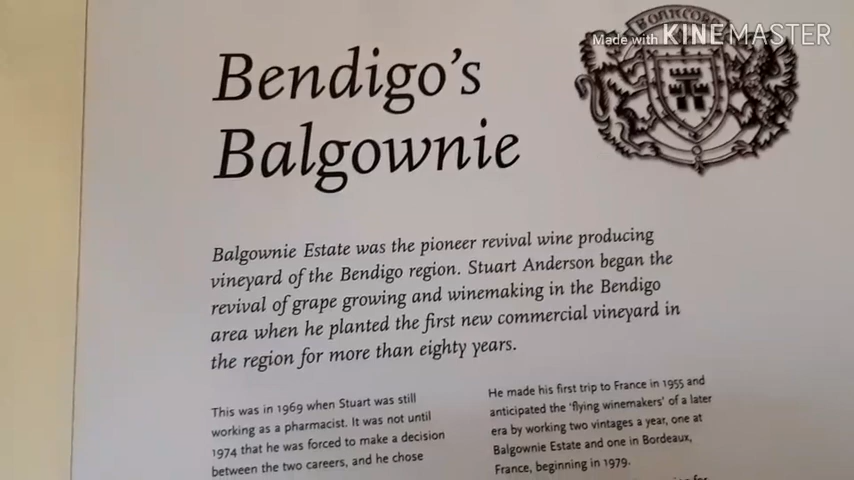 Made with KINEMASTER
Bendigo's
Balgownie
Balgownie Estate was the pioneer revival wine producing
vineyard of the Bendigo region. Stuart Anderson began the
revival of grape growing and winemaking in the Bendigo
area when he planted the first new commercial vineyard in
the region for more than eighty years.
This was in 1969 when Stuart was still
working as a pharmacist. It was not until
1974 that he was forced to make a decision
between the two careers, and he chose
He made his first trip to France in 1955 and
anticipated the 'flying winemakers' of a later
era by working two vintages a year, one at
Balgownie Estate and one in Bordeaux,
France, beginning in 1979.